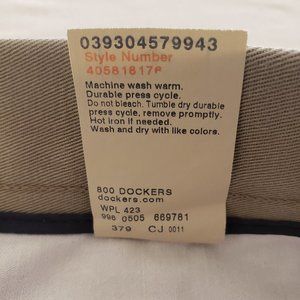 039304579943
Style Number
40581817P
Machine wash warm.
Durable press cycle.
Do not bleach. Tumble dry durable
press cycle, remove promptly.
Hot iron if needed.
Wash and dry with like colors.
800 DOCKERS
dockers.com
WPL 423
996 0505 669781
379 CJ 0011